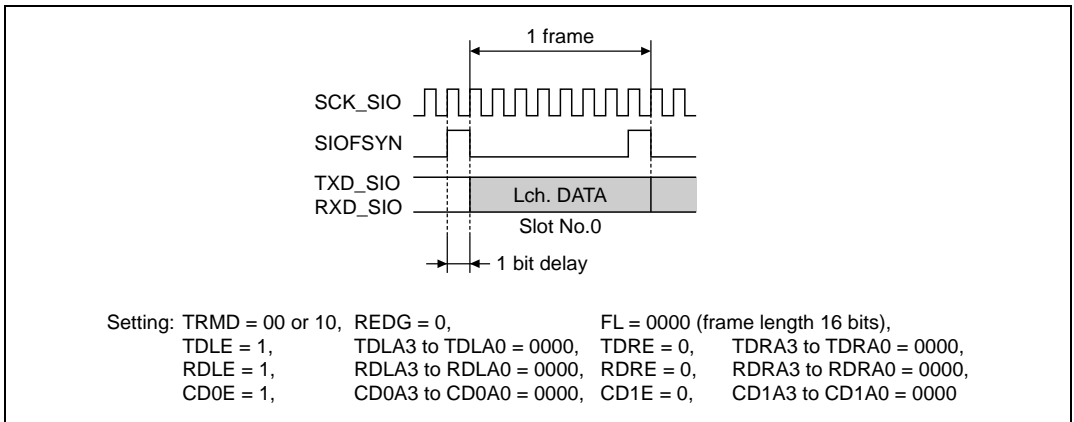 1 frame
SCK_SIO
SIOFSYN
TXD_SIO
RXD_SIO
Lch. DATA
Slot No.0
1 bit delay
Setting: TRMD = 00 or 10, REDG = 0, FL = 0000 (frame length 16 bits),
TDLE = 1, TDLA3 to TDLA0 = 0000, TDRE = 0, TDRA3 to TDRA0 = 0000,
RDLE = 1, RDLA3 to RDLA0 = 0000, RDRE = 0, RDRA3 to RDRA0 = 0000,
CD0E = 1, CD0A3 to CD0A0 = 0000, CD1E = 0, CD1A3 to CD1A0 = 0000